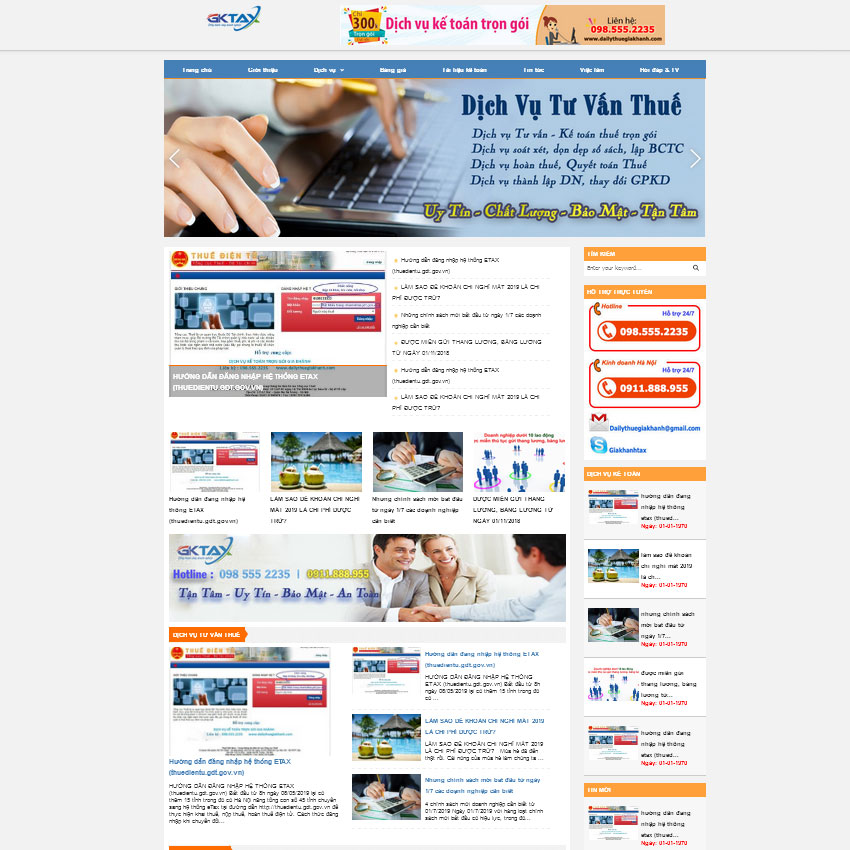 GKTAX
Chỉ 300k Trọn gói
Dịch vụ kế toán trọn gói
Liên hệ:
098.555.2235
www.dailythuegiakhanh.com
Trang chủ Giới thiệu Dịch vụ Bảng giá Tài liệu kế toán Tin tức Việc làm Hỏi đáp & TV
Dịch Vụ Tư Vấn Thuế
Dịch vụ Tư vấn - Kế toán thuế trọn gói
Dịch vụ soát xét, dọn dẹp sổ sách, lập BCTC
Dịch vụ hoàn thuế, Quyết toán Thuế
Dịch vụ thành lập DN, thay đổi GPKD
Uy Tín - Chất Lượng - Bảo Mật - Tận Tâm
THUẾ ĐIỆN TỬ
HƯỚNG DẪN ĐĂNG NHẬP HỆ THỐNG ETAX
(THUEDIENTU.GDT.GOV.VN)
Hướng dẫn đăng nhập hệ thống ETAX
(thuedientu.gdt.gov.vn)
LÀM SAO ĐỂ KHOẢN CHI NGHỈ MÁT 2019 LÀ CHI
PHÍ ĐƯỢC TRỪ?
Những chính sách mới bắt đầu từ ngày 1/7 các doanh
nghiệp cần biết
ĐƯỢC MIỄN GỬI THANG LƯƠNG, BẢNG LƯƠNG
TỪ NGÀY 01/11/2018
Hướng dẫn đăng nhập hệ thống ETAX
(thuedientu.gdt.gov.vn)
LÀM SAO ĐỂ KHOẢN CHI NGHỈ MÁT 2019 LÀ CHI
PHÍ ĐƯỢC TRỪ?
Hướng dẫn đăng nhập hệ
thống ETAX
(thuedientu.gdt.gov.vn)
LÀM SAO ĐỂ KHOẢN CHI NGHỈ
MÁT 2019 LÀ CHI PHÍ ĐƯỢC
TRỪ?
Những chính sách mới bắt đầu
từ ngày 1/7 các doanh nghiệp
cần biết
Doanh nghiệp dưới 10 lao động
ĐƯỢC MIỄN GỬI THANG
LƯƠNG, BẢNG LƯƠNG TỪ
NGÀY 01/11/2018
GKTAX
Hotline : 098 555 2235 | 0911.888.955
Tận Tâm - Uy Tín - Bảo Mật - An Toàn
DỊCH VỤ TƯ VẤN THUẾ
THUẾ ĐIỆN TỬ
Hướng dẫn đăng nhập hệ thống ETAX
(thuedientu.gdt.gov.vn)
HƯỚNG DẪN ĐĂNG NHẬP HỆ THỐNG ETAX
(thuedientu.gdt.gov.vn) Bắt đầu từ 8h ngày 08/05/2019 lại có
thêm 15 tỉnh trong đó có Hà Nội nâng tổng con số 45 tỉnh chuyển
sang hệ thống eTax tại đường dẫn http://thuedientu.gdt.gov.vn để
thực hiện khai thuế, nộp thuế, hoàn thuế điện tử. Cách thức đăng
nhập khi chuyển đổi...
Hướng dẫn đăng nhập hệ thống ETAX
(thuedientu.gdt.gov.vn)
HƯỚNG DẪN ĐĂNG NHẬP HỆ THỐNG
ETAX (thuedientu.gdt.gov.vn) Bắt đầu từ 8h
ngày 08/05/2019 lại có thêm 15 tỉnh trong đó
có ...
LÀM SAO ĐỂ KHOẢN CHI NGHỈ MÁT 2019
LÀ CHI PHÍ ĐƯỢC TRỪ?
LÀM SAO ĐỂ KHOẢN CHI NGHỈ MÁT 2019
LÀ CHI PHÍ ĐƯỢC TRỪ? Mùa hè đã đến
thật rồi. Cái nóng của mùa hè làm chúng ta ...
Những chính sách mới bắt đầu từ ngày
1/7 các doanh nghiệp cần biết
4 chính sách mới doanh nghiệp cần biết từ
01/7/2019 Ngày 01/7/2019 với hàng loạt chính
sách mới bắt đầu có hiệu lực, trong đó...
TÌM KIẾM
Enter your keyword...
HỖ TRỢ TRỰC TUYẾN
Hotline
Hỗ trợ 24/7
098.555.2235
Kinh doanh Hà Nội
Hỗ trợ 24/7
0911.888.955
Dailythuegiakhanh@gmail.com
Giakhanhtax
DỊCH VỤ KẾ TOÁN
hướng dẫn đăng
nhập hệ thống
etax (thued...
Ngày: 01-01-1970
làm sao để khoản
chi nghỉ mát 2019
là ch...
Ngày: 01-01-1970
những chính sách
mới bắt đầu từ
ngày 1/7...
Ngày: 01-01-1970
được miễn gửi
thang lương, bảng
lương từ...
Ngày: 01-01-1970
hướng dẫn đăng
nhập hệ thống
etax (thued...
Ngày: 01-01-1970
TIN MỚI
hướng dẫn đăng
nhập hệ thống
etax (thued...